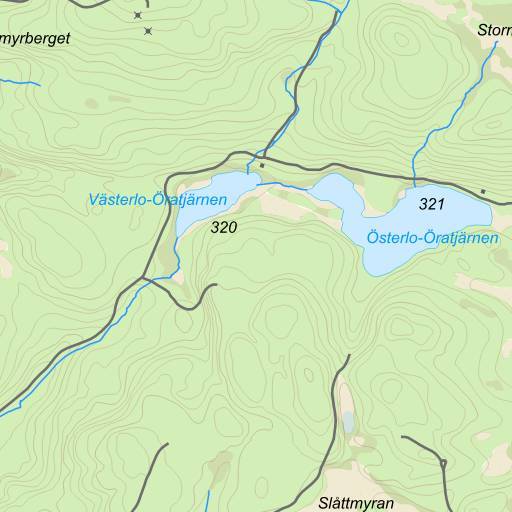 myrberget
Storm
Västerlo-Öratjärnen
321
320
Österlo-Öratjärnen
Slåttmyran